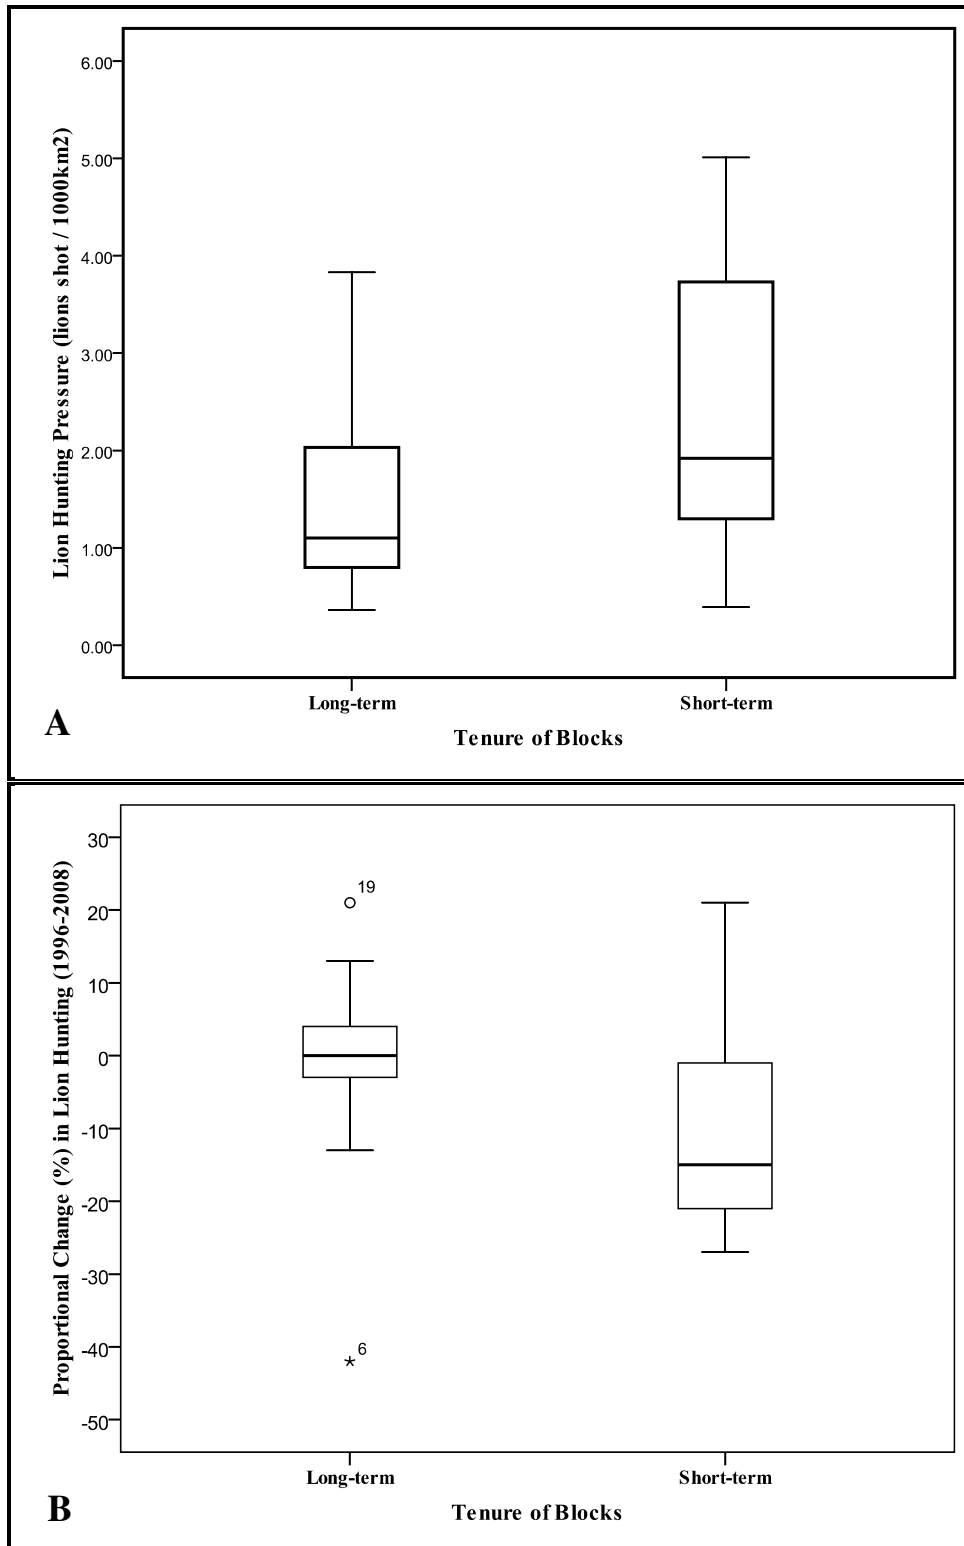 Lion Hunting Pressure (lions shot / 1000km2)
6.00
5.00
4.00
3.00
2.00
1.00
0.00
Long-term Short-term
Tenure of Blocks
A
Proportional Change (%) in Lion Hunting (1996-2008)
30
20
10
0
-10
-20
-30
-40
-50
19
6
Long-term Short-term
Tenure of Blocks
B